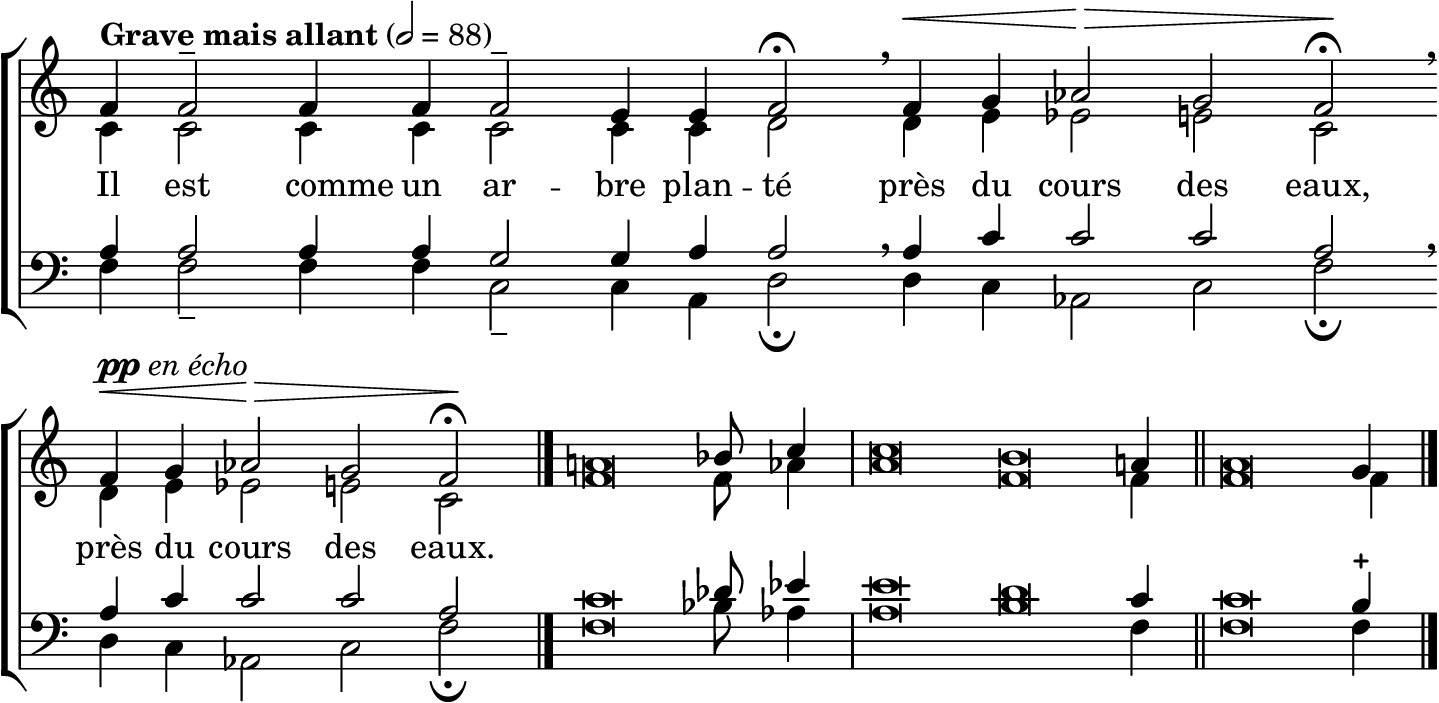 Grave mais allant (𝅗𝅥 = 88)
Il est comme un ar -- bre plan -- té près du cours des eaux,
pp en écho
près du cours des eaux.